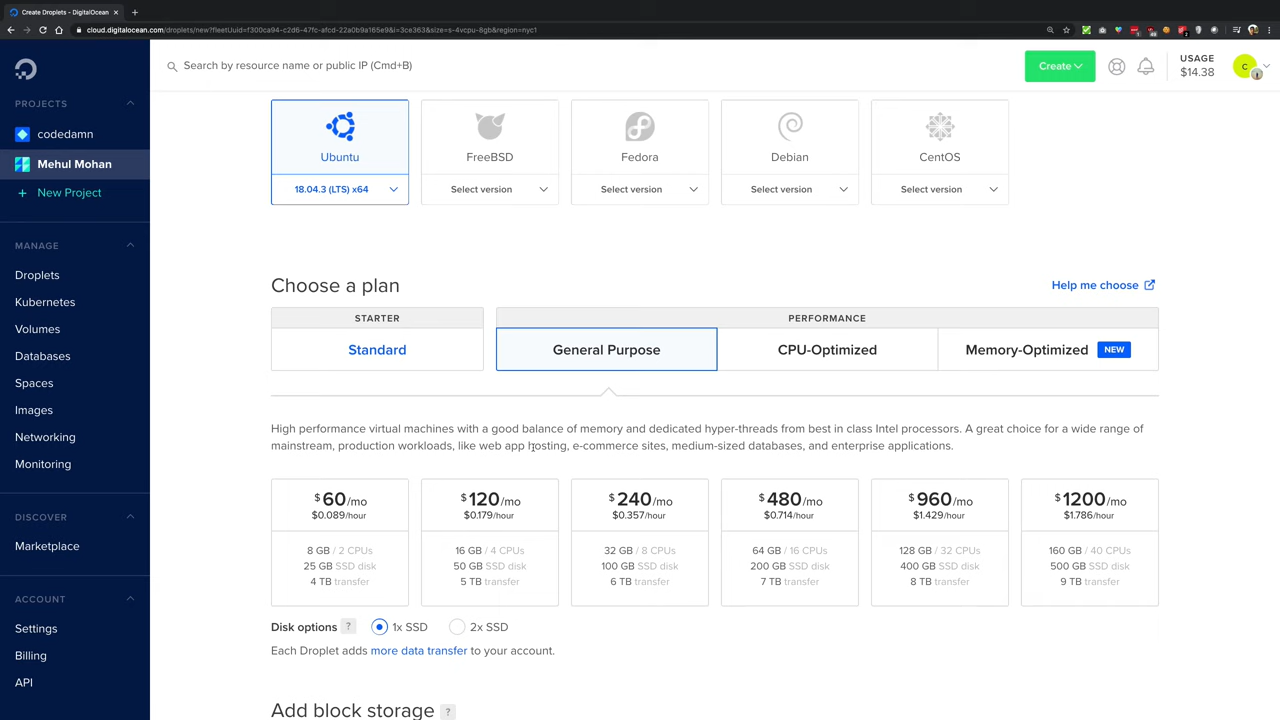 Create Droplets - DigitalOcean
cloud.digitalocean.com/droplets/new?fleetUuid=f300ca94-c2d6-47fc-afcd-22a0b9a165e9&i=3ce363&size=s-4vcpu-8gb&region=nyc1
Search by resource name or public IP (Cmd+B)
Create
USAGE
$14.38
C
PROJECTS
codedamn
Mehul Mohan
+ New Project
MANAGE
Droplets
Kubernetes
Volumes
Databases
Spaces
Images
Networking
Monitoring
DISCOVER
Marketplace
ACCOUNT
Settings
Billing
API
Ubuntu
18.04.3 (LTS) x64
FreeBSD
Select version
Fedora
Select version
Debian
Select version
CentOS
Select version
Choose a plan
Help me choose
STARTER
Standard
PERFORMANCE
General Purpose
CPU-Optimized
Memory-Optimized NEW
High performance virtual machines with a good balance of memory and dedicated hyper-threads from best in class Intel processors. A great choice for a wide range of
mainstream, production workloads, like web app hosting, e-commerce sites, medium-sized databases, and enterprise applications.
$60/mo
$0.089/hour
8 GB / 2 CPUs
25 GB SSD disk
4 TB transfer
$120/mo
$0.179/hour
16 GB / 4 CPUs
50 GB SSD disk
5 TB transfer
$240/mo
$0.357/hour
32 GB / 8 CPUs
100 GB SSD disk
6 TB transfer
$480/mo
$0.714/hour
64 GB / 16 CPUs
200 GB SSD disk
7 TB transfer
$960/mo
$1.429/hour
128 GB / 32 CPUs
400 GB SSD disk
8 TB transfer
$1200/mo
$1.786/hour
160 GB / 40 CPUs
500 GB SSD disk
9 TB transfer
Disk options ? 1x SSD 2x SSD
Each Droplet adds more data transfer to your account.
Add block storage ?